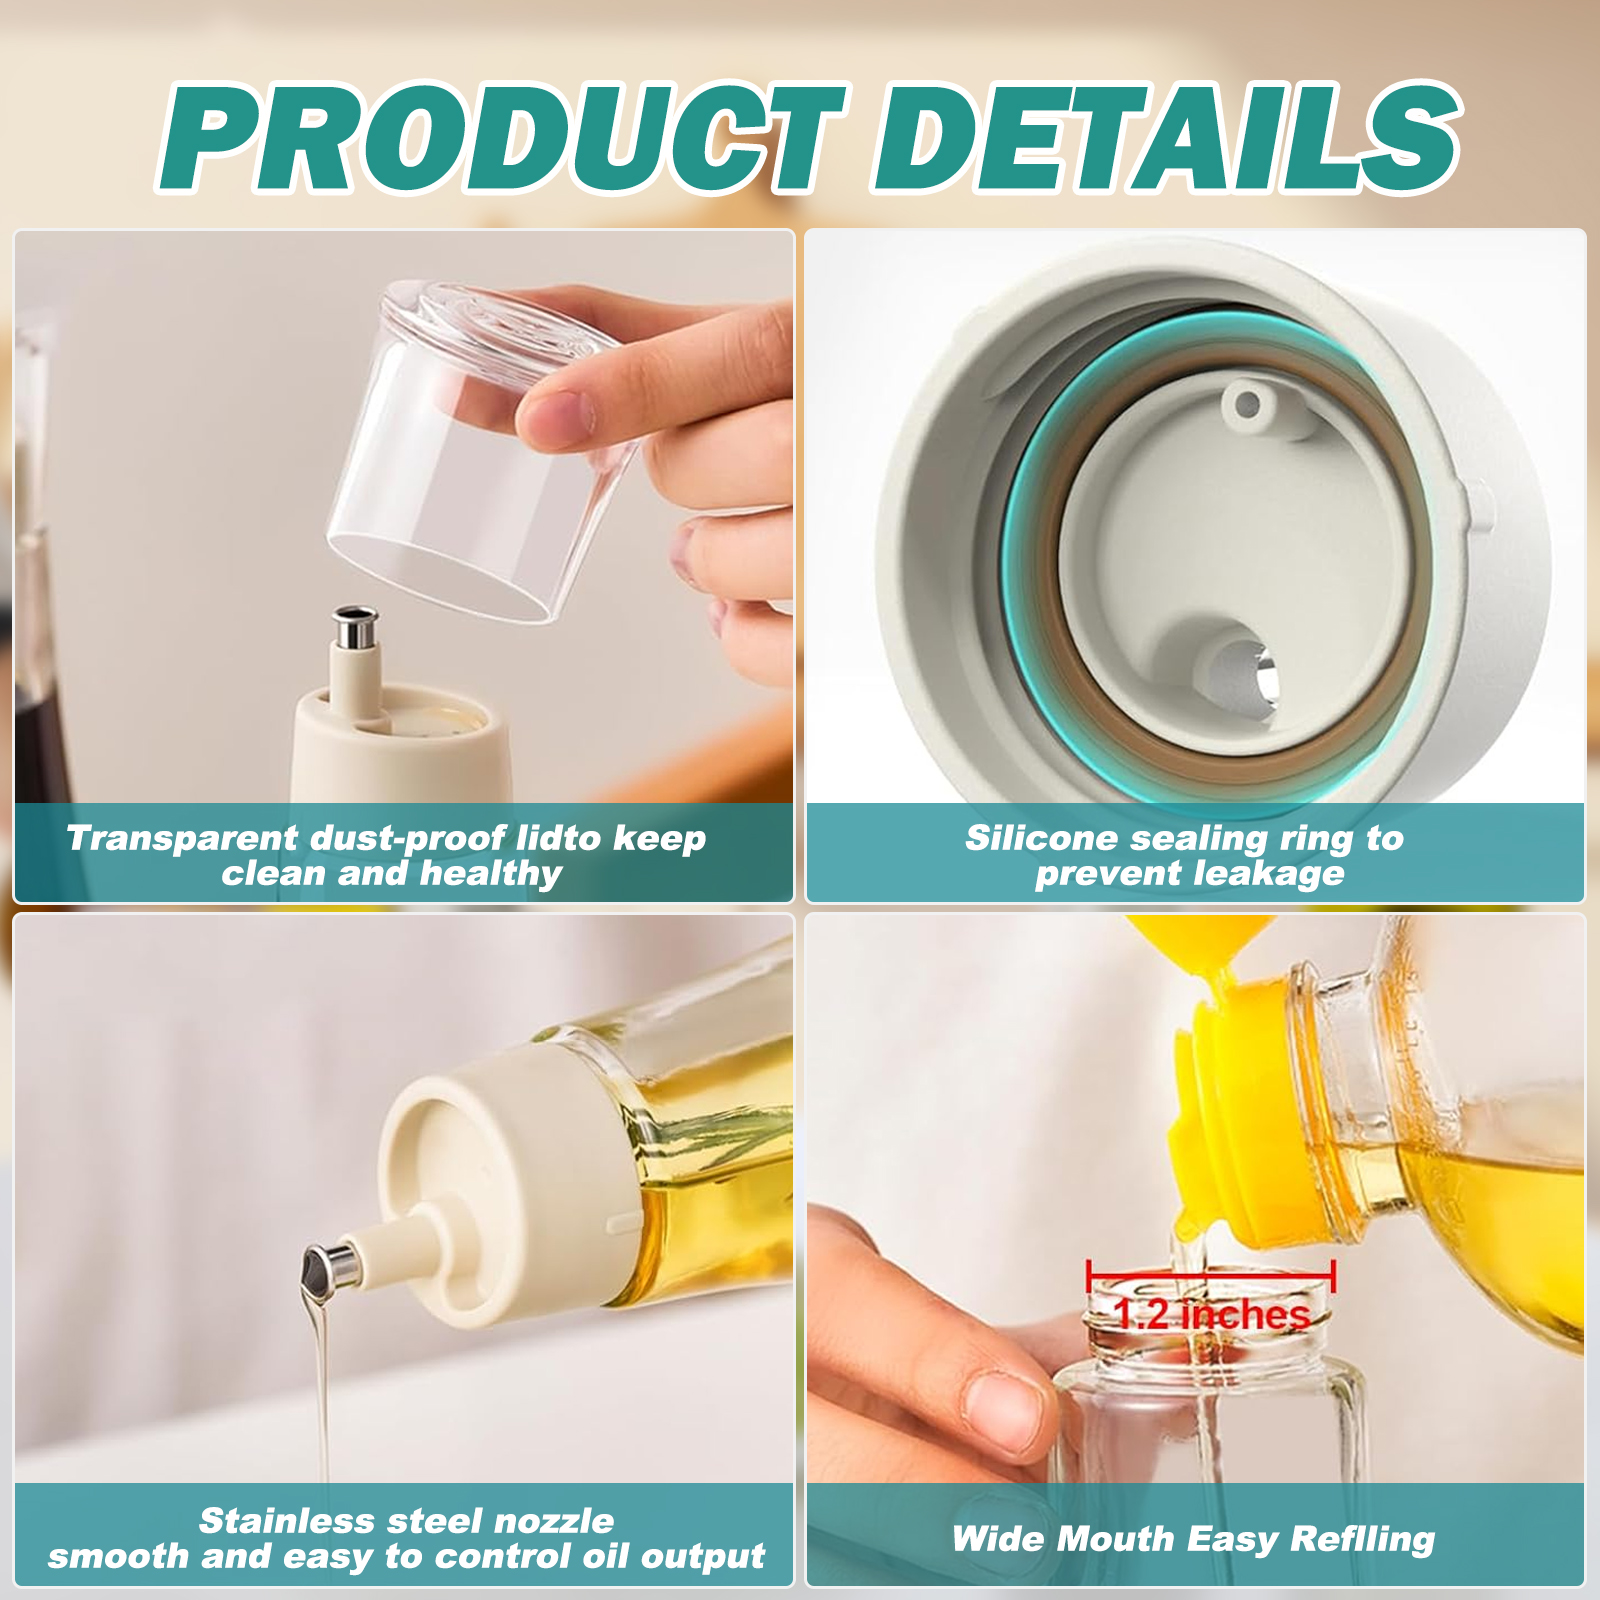 PRODUCT DETAILS
Transparent dust-proof lidto keep
clean and healthy
Silicone sealing ring to
prevent leakage
Stainless steel nozzle
smooth and easy to control oil output
1.2 inches
Wide Mouth Easy Reflling